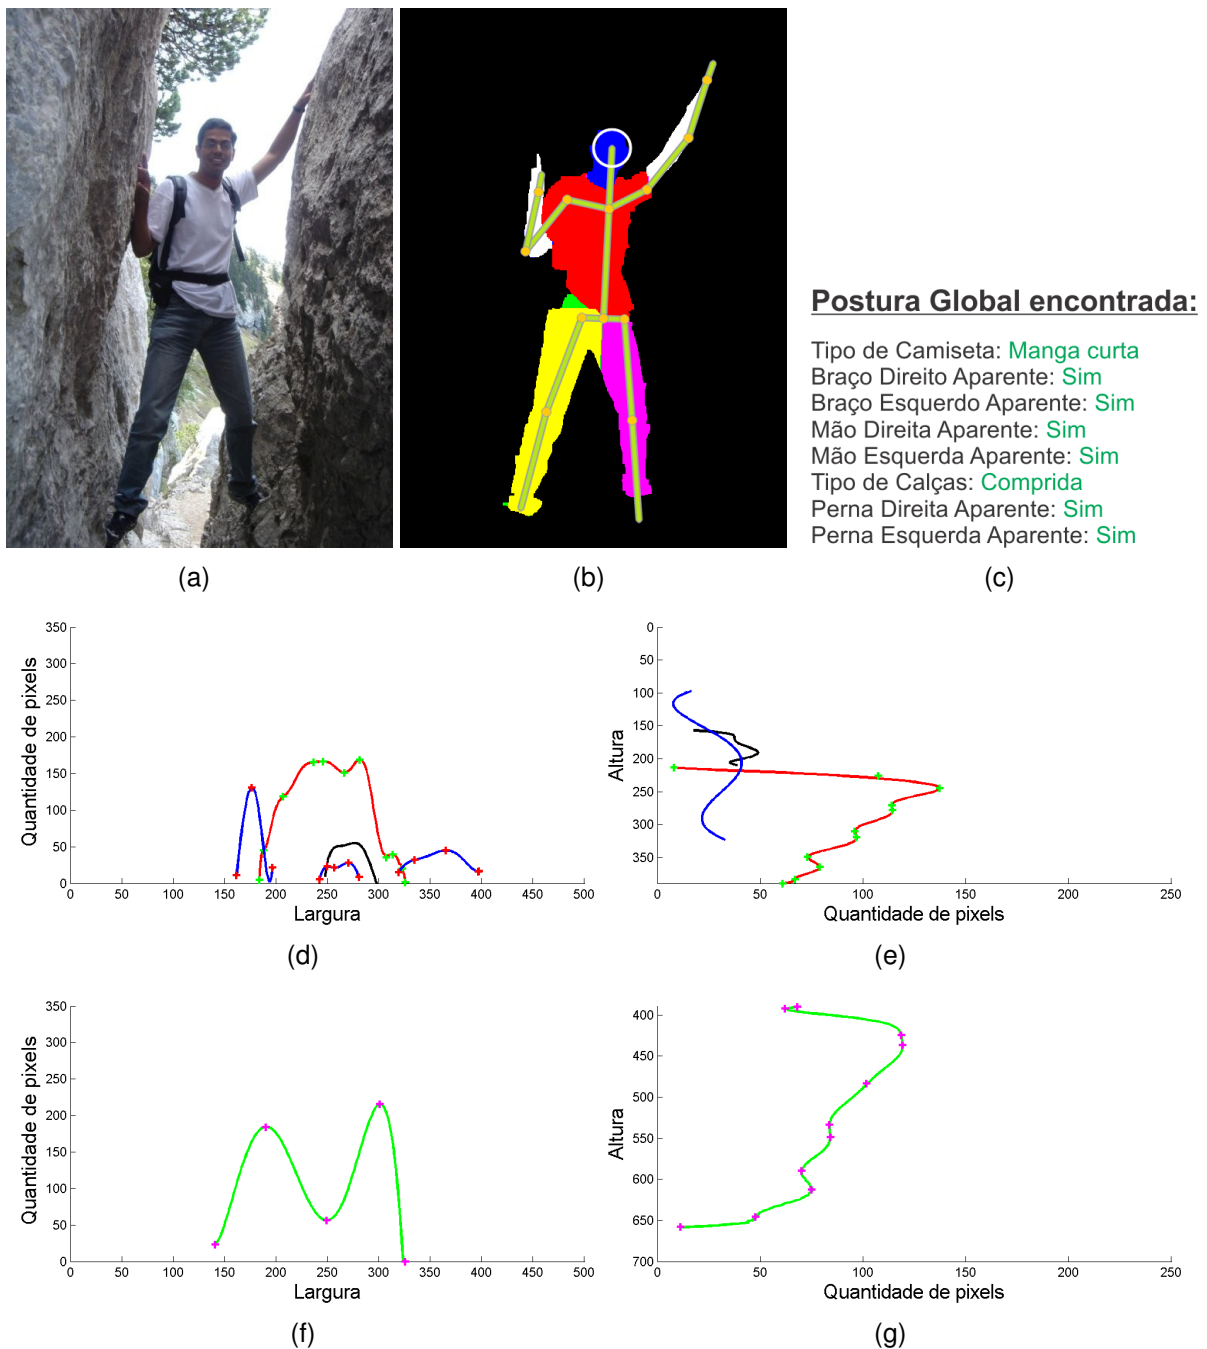 Postura Global encontrada:
Tipo de Camiseta: Manga curta
Braço Direito Aparente: Sim
Braço Esquerdo Aparente: Sim
Mão Direita Aparente: Sim
Mão Esquerda Aparente: Sim
Tipo de Calças: Comprida
Perna Direita Aparente: Sim
Perna Esquerda Aparente: Sim
(a)
(b)
(c)
350
300
250
200
150
100
50
0
Quantidade de pixels
0 50 100 150 200 250 300 350 400 450 500
Largura
(d)
0
50
100
150
200
250
300
350
Altura
0 50 100 150 200 250
Quantidade de pixels
(e)
350
300
250
200
150
100
50
0
Quantidade de pixels
0 50 100 150 200 250 300 350 400 450 500
Largura
(f)
400
450
500
550
600
650
700
Altura
0 50 100 150 200 250
Quantidade de pixels
(g)